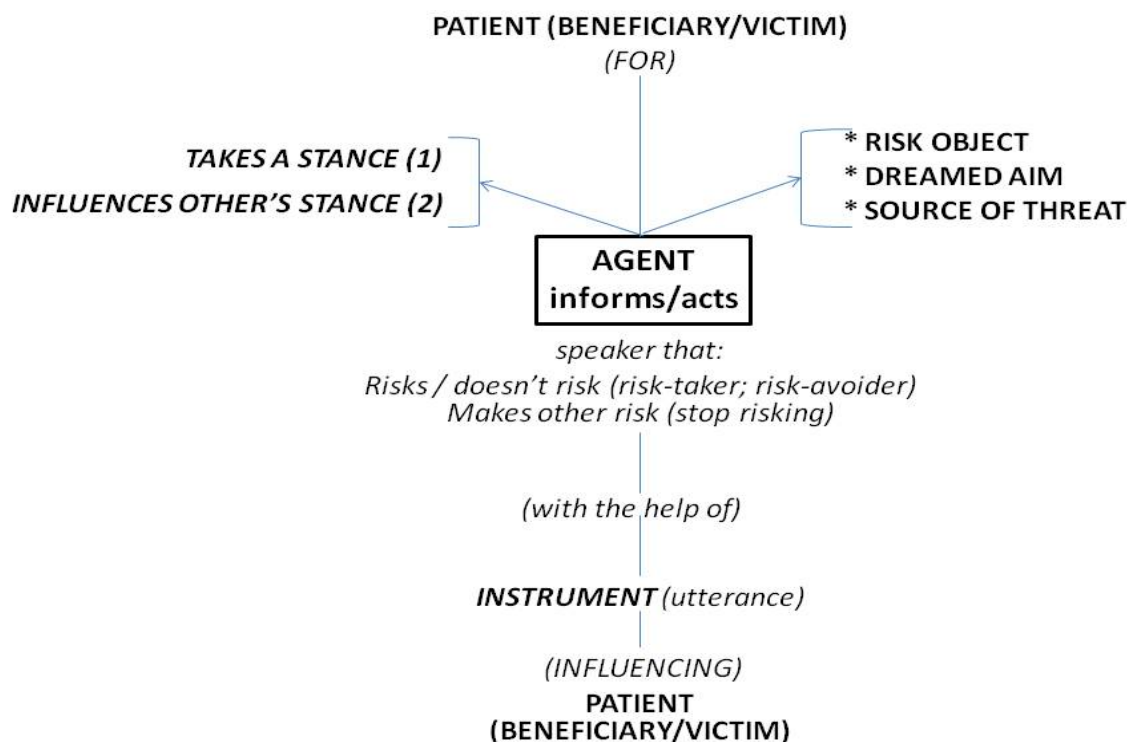 PATIENT (BENEFICIARY/VICTIM)
(FOR)
TAKES A STANCE (1)
INFLUENCES OTHER’S STANCE (2)
* RISK OBJECT
* DREAMED AIM
* SOURCE OF THREAT
AGENT
informs/acts
speaker that:
Risks / doesn’t risk (risk-taker; risk-avoider)
Makes other risk (stop risking)
(with the help of)
INSTRUMENT (utterance)
(INFLUENCING)
PATIENT
(BENEFICIARY/VICTIM)